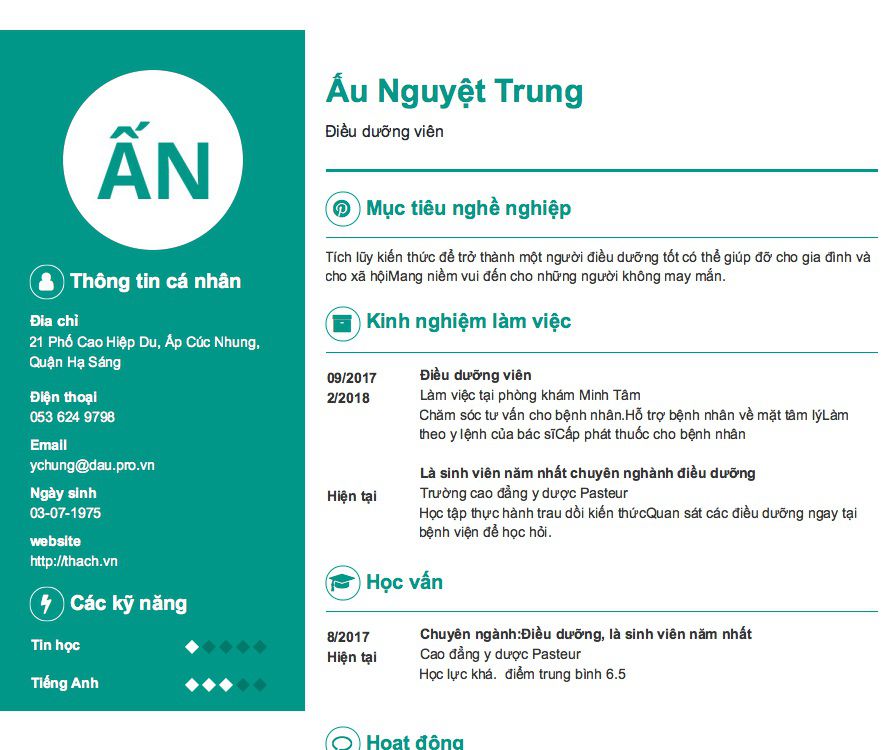 ẤN
Thông tin cá nhân
Địa chỉ
21 Phố Cao Hiệp Du, Ấp Cúc Nhung,
Quận Hạ Sáng
Điện thoại
053 624 9798
Email
ychung@dau.pro.vn
Ngày sinh
03-07-1975
website
http://thach.vn
Các kỹ năng
Tin học
Tiếng Anh
Ấu Nguyệt Trung
Điều dưỡng viên
Mục tiêu nghề nghiệp
Tích lũy kiến thức để trở thành một người điều dưỡng tốt có thể giúp đỡ cho gia đình và
cho xã hộiMang niềm vui đến cho những người không may mắn.
Kinh nghiệm làm việc
09/2017
2/2018
Điều dưỡng viên
Làm việc tại phòng khám Minh Tâm
Chăm sóc tư vấn cho bệnh nhân.Hỗ trợ bệnh nhân về mặt tâm lýLàm
theo y lệnh của bác sĩCấp phát thuốc cho bệnh nhân
Hiện tại
Là sinh viên năm nhất chuyên nghành điều dưỡng
Trường cao đẳng y dược Pasteur
Học tập thực hành trau dồi kiến thứcQuan sát các điều dưỡng ngay tại
bệnh viện để học hỏi.
Học vấn
8/2017
Hiện tại
Chuyên ngành:Điều dưỡng, là sinh viên năm nhất
Cao đẳng y dược Pasteur
Học lực khá. điểm trung bình 6.5
Hoạt động